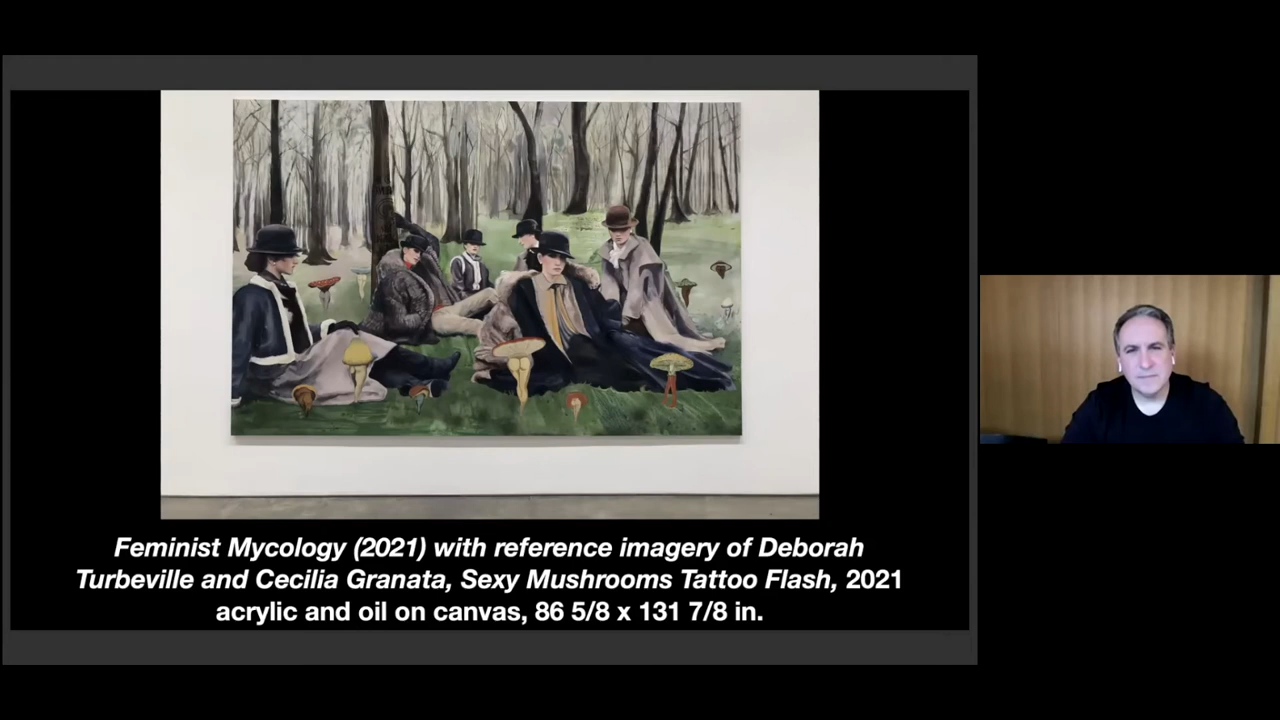 Feminist Mycology (2021) with reference imagery of Deborah
Turbeville and Cecilia Granata, Sexy Mushrooms Tattoo Flash, 2021
acrylic and oil on canvas, 86 5/8 x 131 7/8 in.